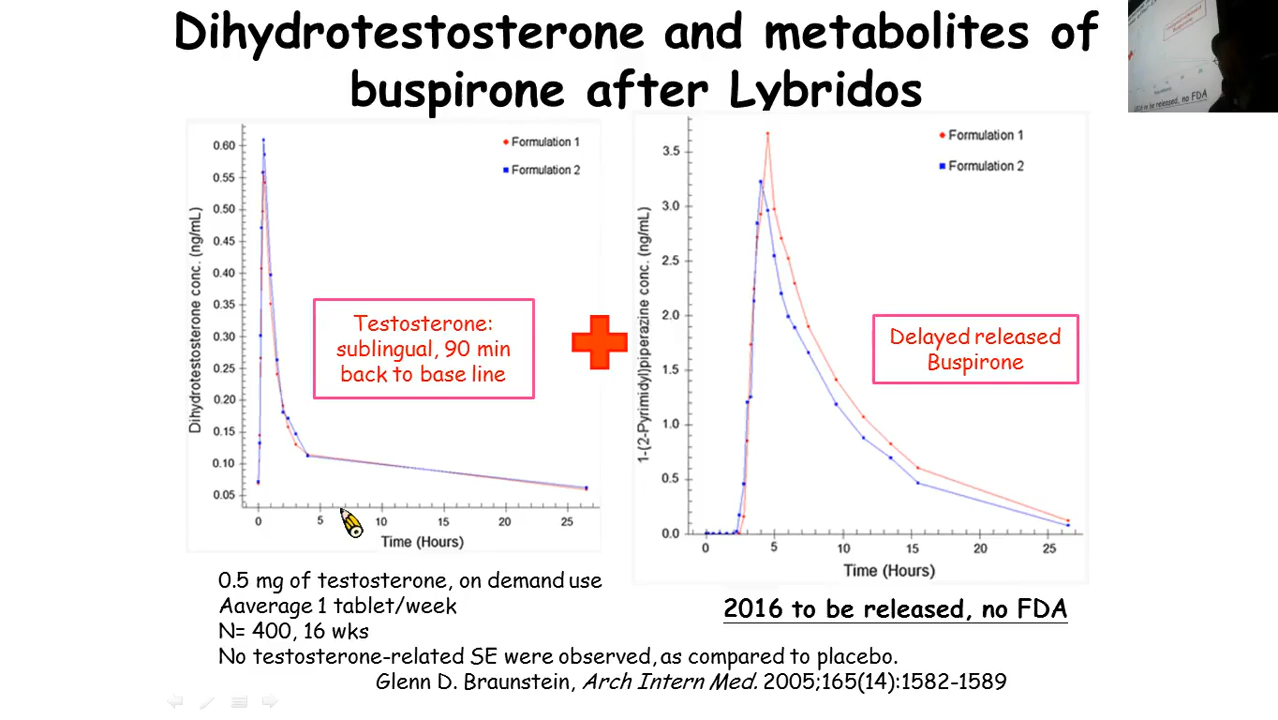 Dihydrotestosterone and metabolites of
buspirone after Lybridos
Dihydrotestosterone conc. (ng/mL)
0.60
0.55
0.50
0.45
0.40
0.35
0.30
0.25
0.20
0.15
0.10
0.05
0 5 10 15 20 25
Time (Hours)
Formulation 1
Formulation 2
Testosterone:
sublingual, 90 min
back to base line
1-(2-Pyrimidyl)piperazine conc. (ng/mL)
3.5
3.0
2.5
2.0
1.5
1.0
0.5
0.0
0 5 10 15 20 25
Time (Hours)
Formulation 1
Formulation 2
Delayed released
Buspirone
0.5 mg of testosterone, on demand use
Aaverage 1 tablet/week
N= 400, 16 wks
No testosterone-related SE were observed, as compared to placebo.
Glenn D. Braunstein, Arch Intern Med. 2005;165(14):1582-1589
2016 to be released, no FDA
2016 to be released, no FDA